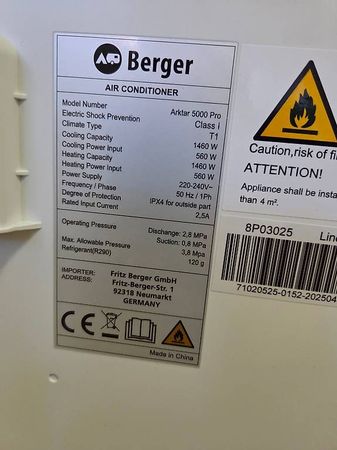 Berger
AIR CONDITIONER
Model Number Arktar 5000 Pro
Electric Shock Prevention Class I
Climate Type T1
Cooling Capacity 1460 W
Cooling Power Input 560 W
Heating Capacity 1460 W
Heating Power Input 560 W
Power Supply 220-240V~
Frequency / Phase 50 Hz / 1Ph
Degree of Protection IPX4 for outside part
Rated Input Current 2,5A
Operating Pressure Discharge: 2,8 MPa
Suction: 0,8 MPa
Max. Allowable Pressure 3,8 Mpa
Refrigerant(R290) 120 g
IMPORTER: Fritz Berger GmbH
ADDRESS: Fritz-Berger-Str. 1
92318 Neumarkt
GERMANY
CE
Made in China
Caution,risk of fi
ATTENTION!
Appliance shall be insta
than 4 m².
8P03025 Line
71020525-0152-202504